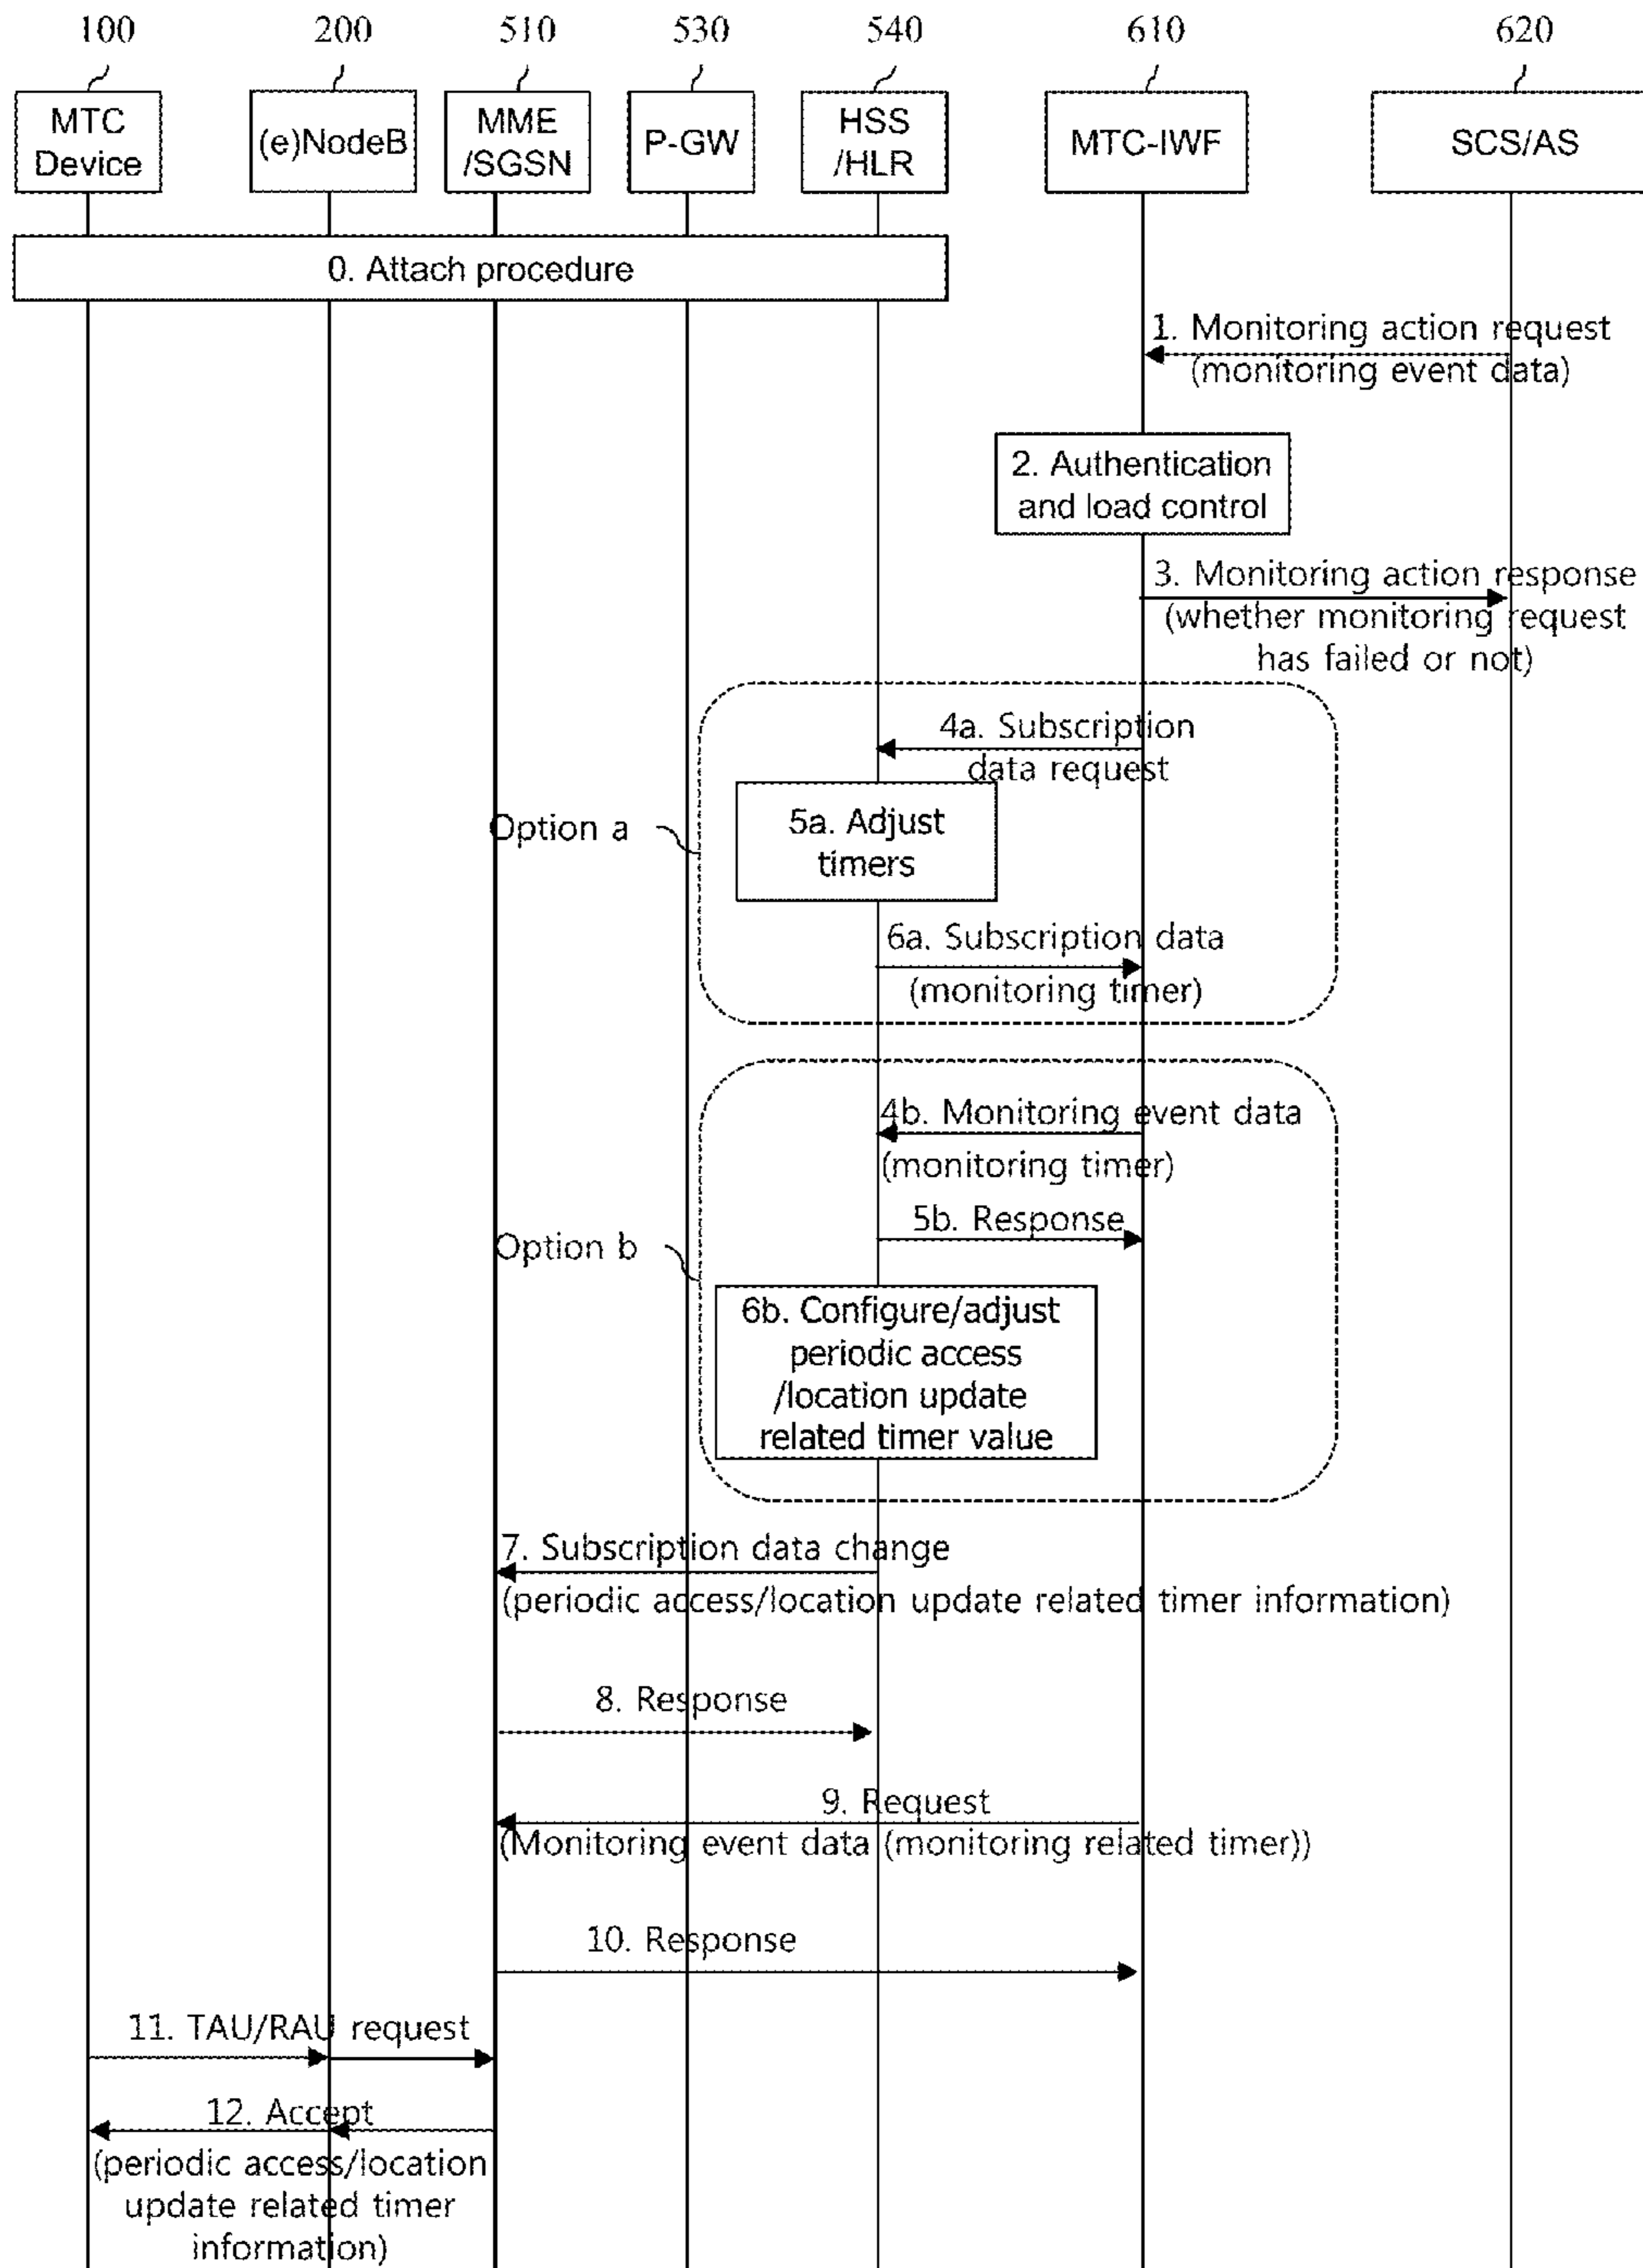 100 200 510 530 540 610 620
MTC
Device
(e)NodeB
MME
/SGSN
P-GW
HSS
/HLR
MTC-IWF
SCS/AS
0. Attach procedure
1. Monitoring action request
(monitoring event data)
2. Authentication
and load control
3. Monitoring action response
(whether monitoring request
has failed or not)
4a. Subscription
data request
Option a
5a. Adjust
timers
6a. Subscription data
(monitoring timer)
4b. Monitoring event data
(monitoring timer)
5b. Response
Option b
6b. Configure/adjust
periodic access
/location update
related timer value
7. Subscription data change
(periodic access/location update related timer information)
8. Response
9. Request
(Monitoring event data (monitoring related timer))
10. Response
11. TAU/RAU request
12. Accept
(periodic access/location
update related timer
information)